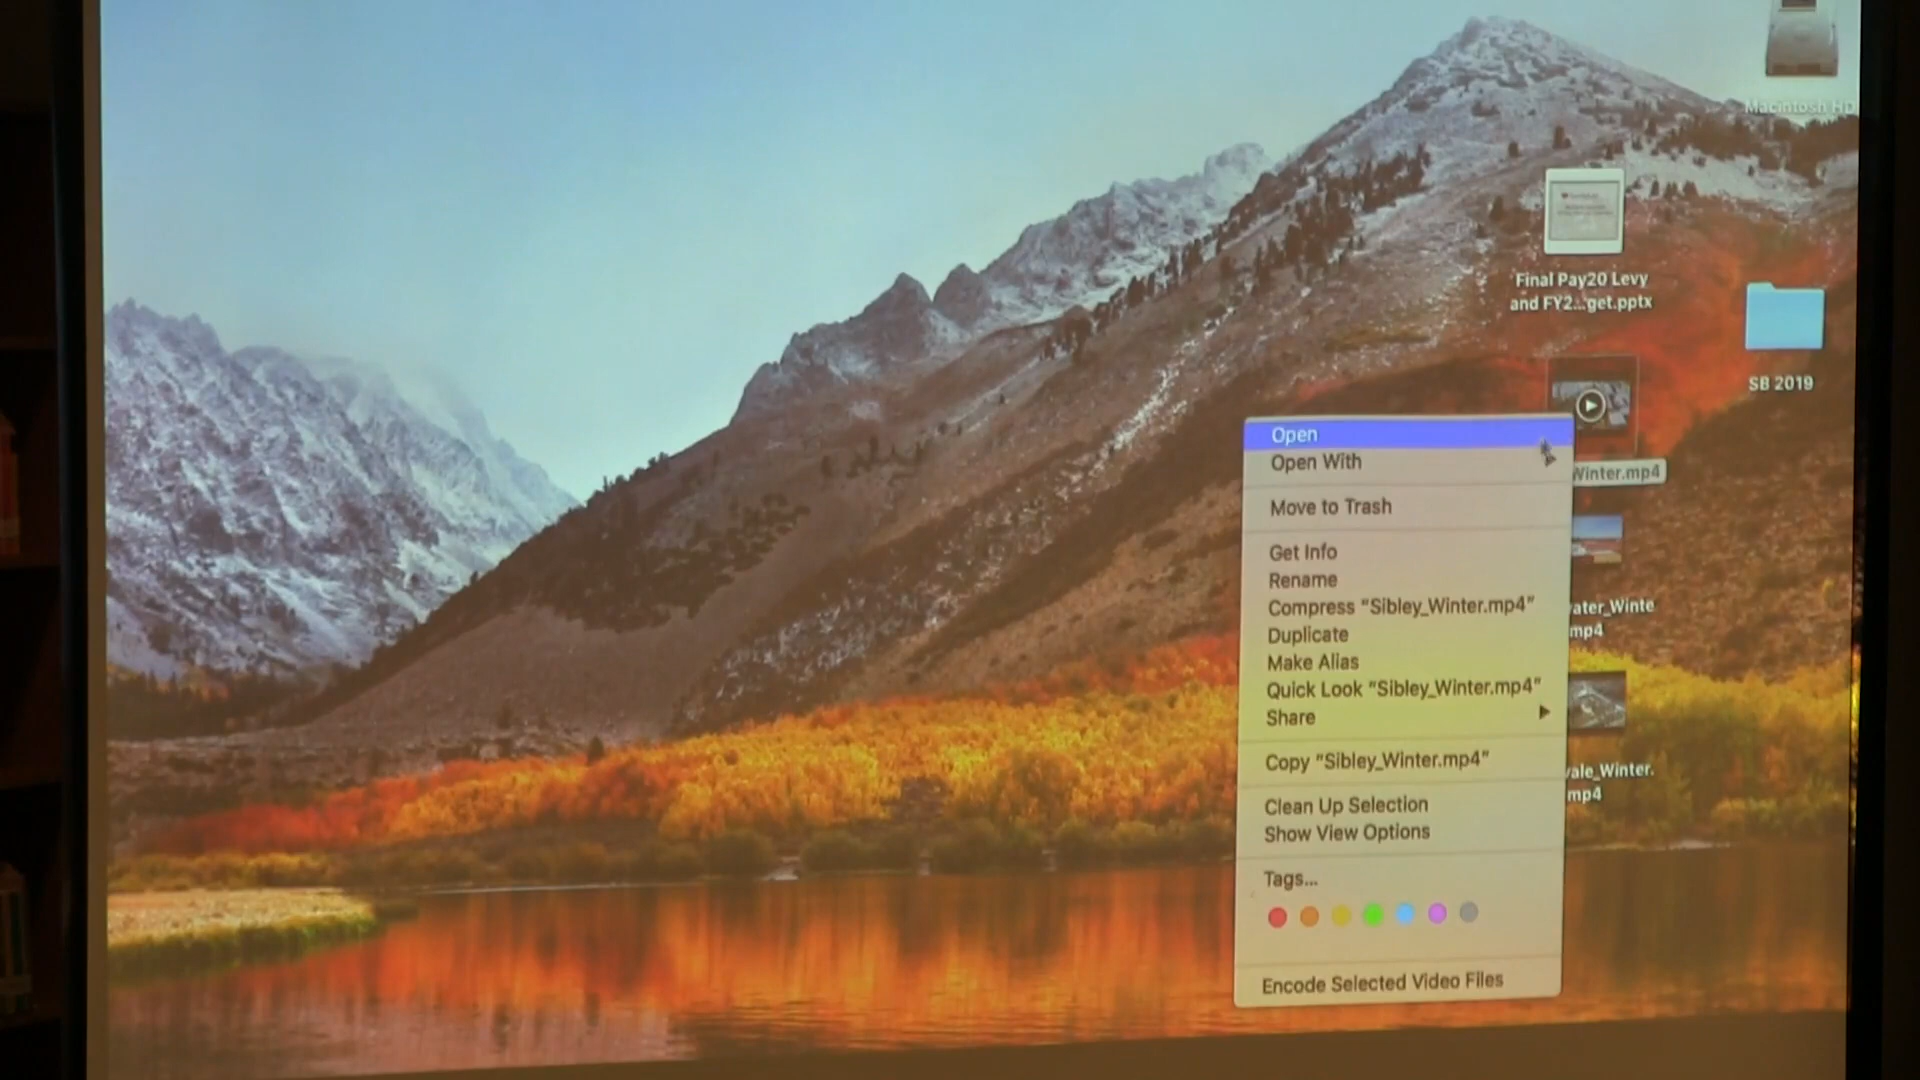 Macintosh HD
Final Pay20 Levy
and FY2...get.pptx
SB 2019
Winter.mp4
ater_Winte
mp4
vale_Winter.
mp4
Open
Open With
Move to Trash
Get Info
Rename
Compress “Sibley_Winter.mp4”
Duplicate
Make Alias
Quick Look “Sibley_Winter.mp4”
Share
Copy “Sibley_Winter.mp4”
Clean Up Selection
Show View Options
Tags...
Encode Selected Video Files